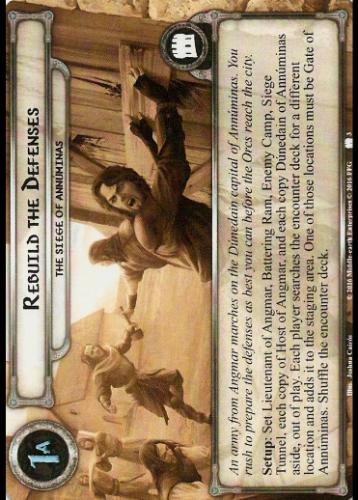 1A
REBUILD THE DEFENSES
THE SIEGE OF ANNÚMINAS
An army from Angmar marches on the Dúnedain capital of Annúminas. You
rush to prepare the defenses as best you can before the Orcs reach the city.
Setup: Set Lieutenant of Angmar, Battering Ram, Enemy Camp, Siege
Tunnel, each copy of Host of Angmar, and each copy Dúnedain of Annúminas
aside, out of play. Each player searches the encounter deck for a different
location and adds it to the staging area. One of those locations must be Gate of
Annúminas. Shuffle the encounter deck.
Illus. Joshua Cairós © 2016 Middle-earth Enterprises © 2016 FFG 3